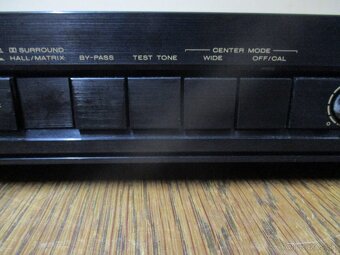 CENTER MODE
SURROUND
HALL/MATRIX BY-PASS TEST TONE WIDE OFF/CAL